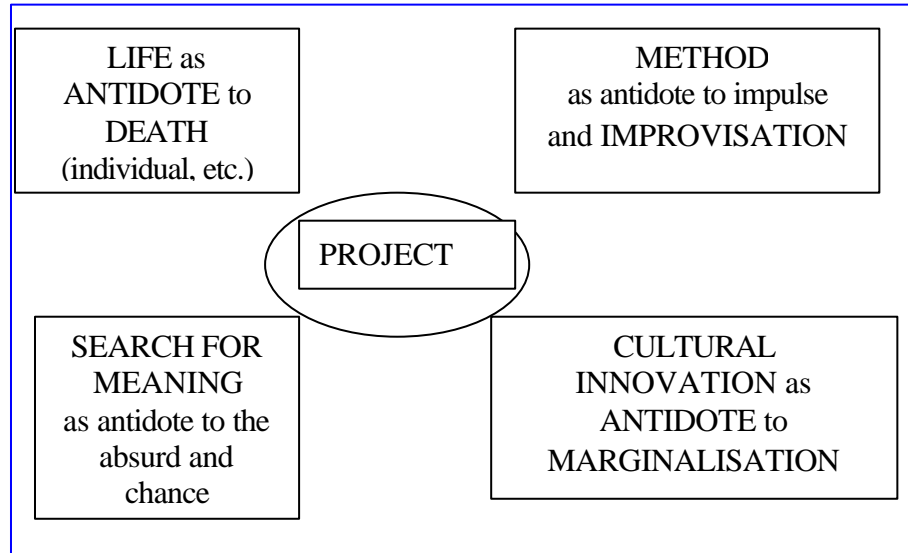 LIFE as
ANTIDOTE to
DEATH
(individual, etc.)
METHOD
as antidote to impulse
and IMPROVISATION
PROJECT
SEARCH FOR
MEANING
as antidote to the
absurd and
chance
CULTURAL
INNOVATION as
ANTIDOTE to
MARGINALISATION